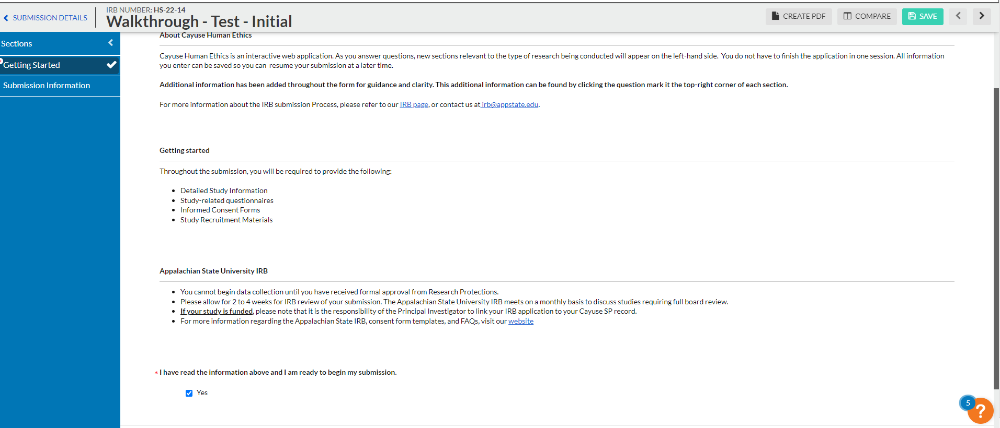 SUBMISSION DETAILS
IRB NUMBER: HS-22-14
Walkthrough - Test - Initial
CREATE PDF
COMPARE
SAVE
Sections
Getting Started
Submission Information
About Cayuse Human Ethics
Cayuse Human Ethics is an interactive web application. As you answer questions, new sections relevant to the type of research being conducted will appear on the left-hand side. You do not have to finish the application in one session. All information
you enter can be saved so you can resume your submission at a later time.
Additional information has been added throughout the form for guidance and clarity. This additional information can be found by clicking the question mark it the top-right corner of each section.
For more information about the IRB submission Process, please refer to our IRB page, or contact us at irb@appstate.edu.
Getting started
Throughout the submission, you will be required to provide the following:
• Detailed Study Information
• Study-related questionnaires
• Informed Consent Forms
• Study Recruitment Materials
Appalachian State University IRB
• You cannot begin data collection until you have received formal approval from Research Protections.
• Please allow for 2 to 4 weeks for IRB review of your submission. The Appalachian State University IRB meets on a monthly basis to discuss studies requiring full board review.
• If your study is funded, please note that it is the responsibility of the Principal Investigator to link your IRB application to your Cayuse SP record.
• For more information regarding the Appalachian State IRB, consent form templates, and FAQs, visit our website
* I have read the information above and I am ready to begin my submission.
Yes
5
?